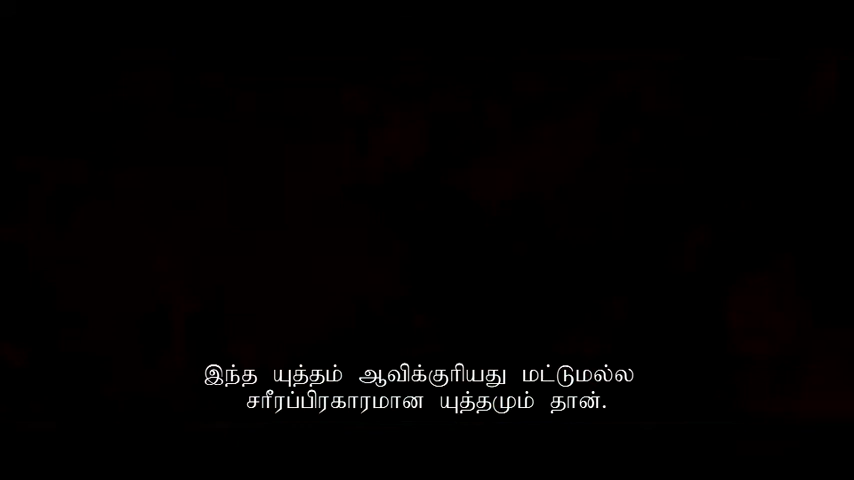 இந்த யுத்தம் ஆவிக்குரியது மட்டுமல்ல
சரீரப்பிரகாரமான யுத்தமும் தான்.